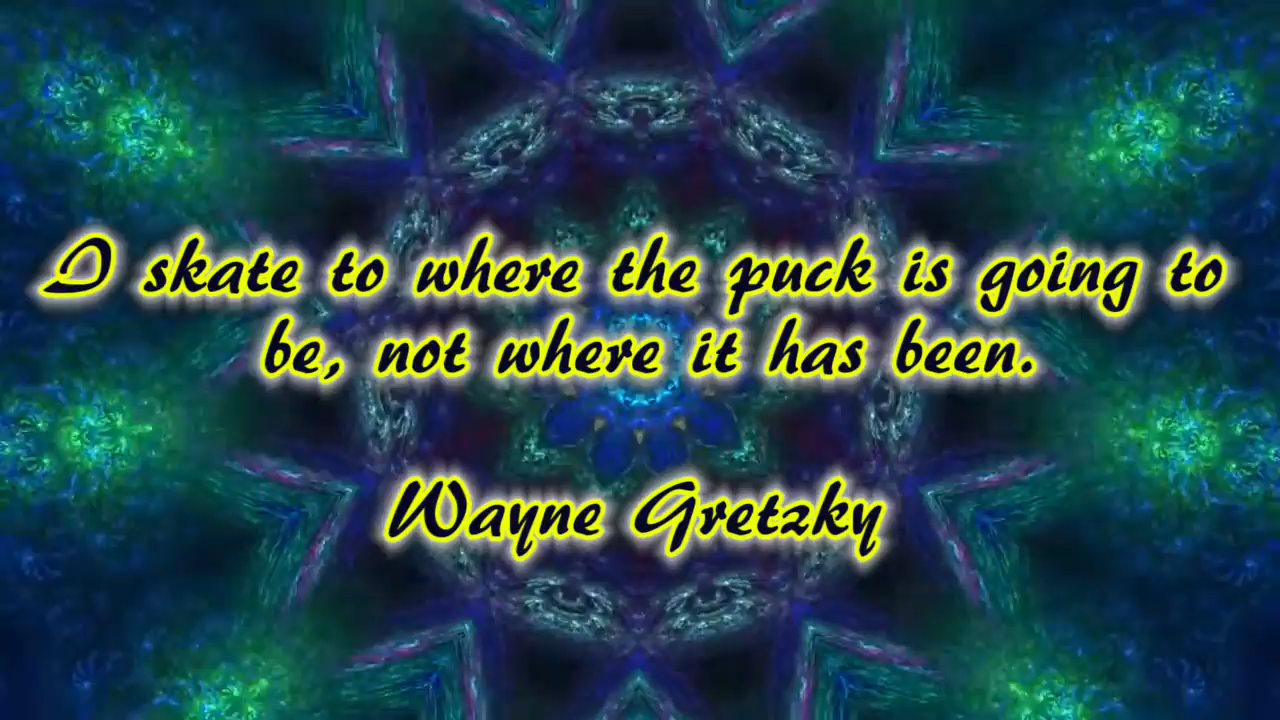 I skate to where the puck is going to
be, not where it has been.
Wayne Gretzky